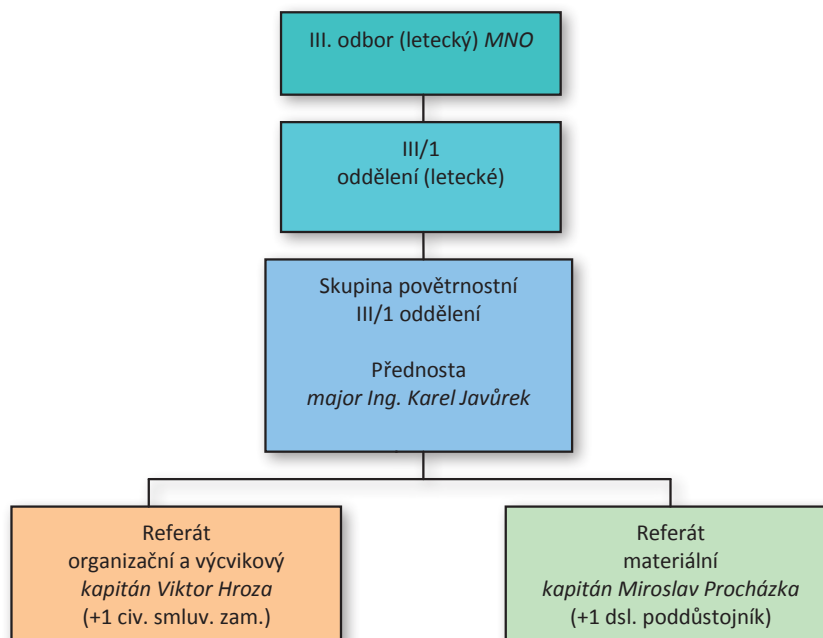 III. odbor (letecký) MNO
III/1
oddělení (letecké)
Skupina povětrnostní
III/1 oddělení
Přednosta
major Ing. Karel Javůrek
Referát
organizační a výcvikový
kapitán Viktor Hroza
(+1 civ. smluv. zam.)
Referát
materiální
kapitán Miroslav Procházka
(+1 dsl. poddůstojník)